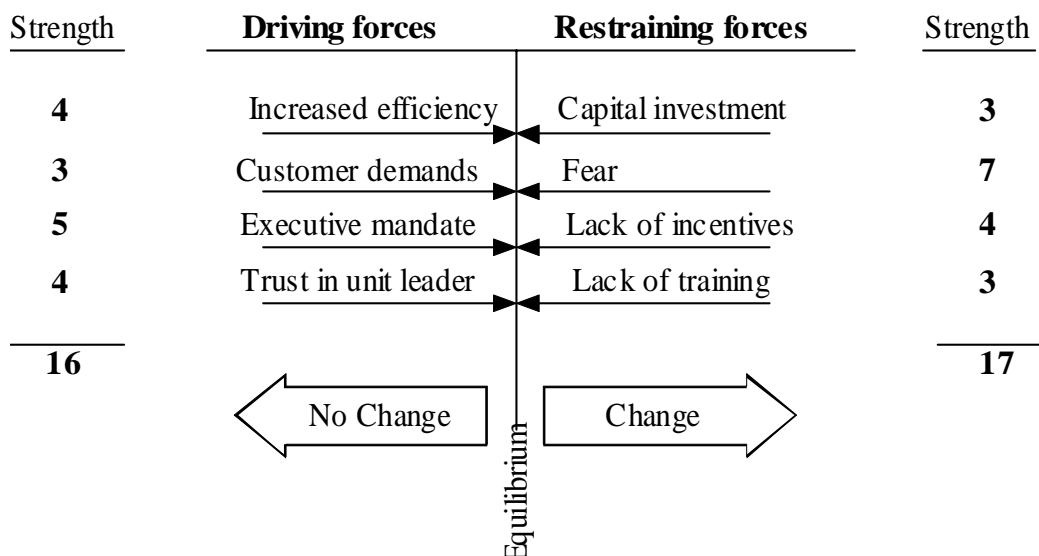 Strength Driving forces Restraining forces Strength
4 Increased efficiency Capital investment 3
3 Customer demands Fear 7
5 Executive mandate Lack of incentives 4
4 Trust in unit leader Lack of training 3
16 17
No Change Change
Equilibrium